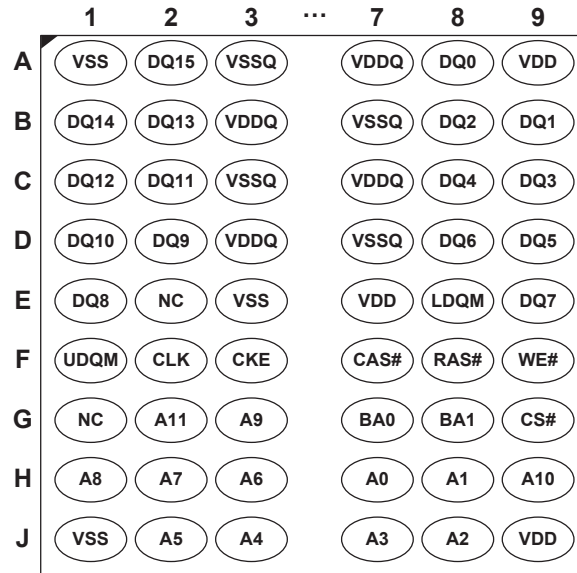 1 2 3 ... 7 8 9
A VSS DQ15 VSSQ VDDQ DQ0 VDD
B DQ14 DQ13 VDDQ VSSQ DQ2 DQ1
C DQ12 DQ11 VSSQ VDDQ DQ4 DQ3
D DQ10 DQ9 VDDQ VSSQ DQ6 DQ5
E DQ8 NC VSS VDD LDQM DQ7
F UDQM CLK CKE CAS# RAS# WE#
G NC A11 A9 BA0 BA1 CS#
H A8 A7 A6 A0 A1 A10
J VSS A5 A4 A3 A2 VDD